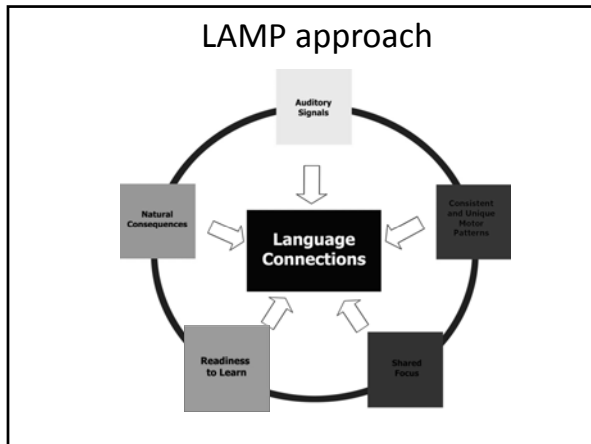 LAMP approach
Auditory
Signals
Natural
Consequences
Consistent
and Unique
Motor
Patterns
Language
Connections
Readiness
to Learn
Shared
Focus